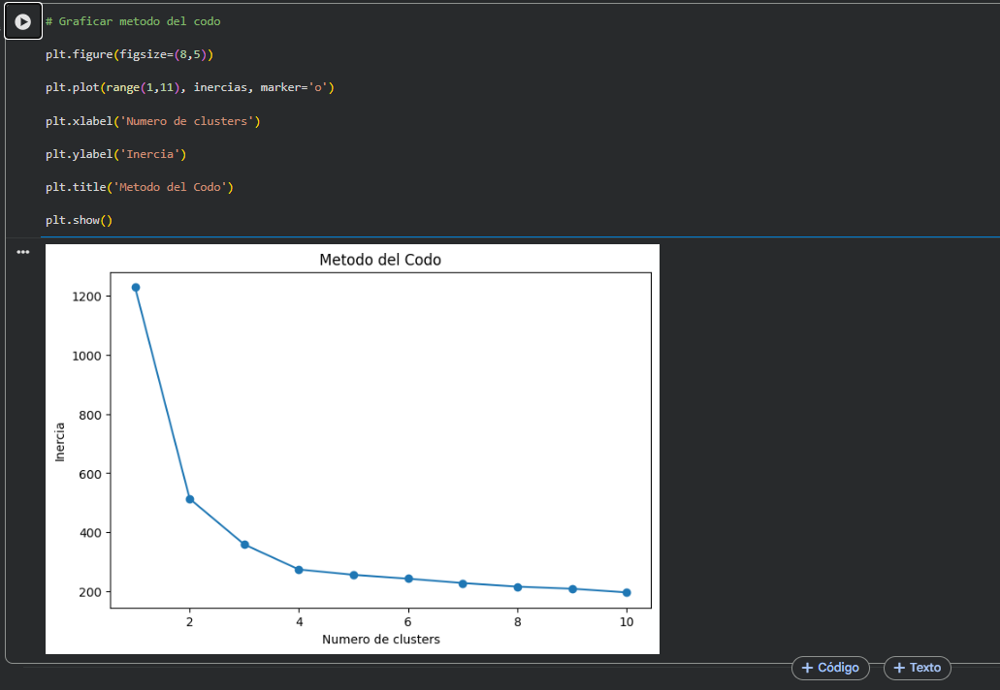 # Graficar metodo del codo
plt.figure(figsize=(8,5))
plt.plot(range(1,11), inercias, marker='o')
plt.xlabel('Numero de clusters')
plt.ylabel('Inercia')
plt.title('Metodo del Codo')
plt.show()
Metodo del Codo
1200
1000
800
600
400
200
Inercia
2 4 6 8 10
Numero de clusters
+ Código + Texto